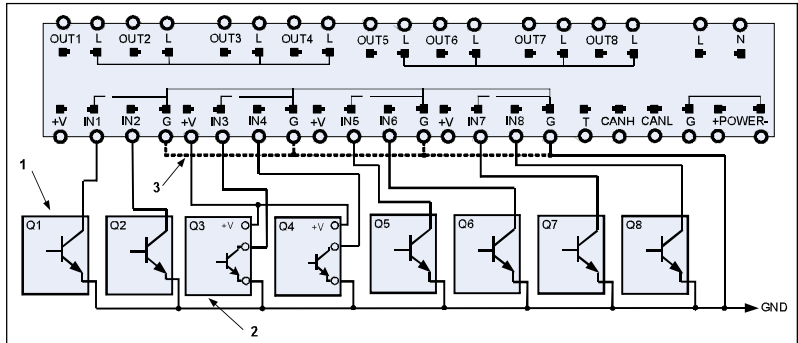 OUT1 L OUT2 L OUT3 L OUT4 L OUT5 L OUT6 L OUT7 L OUT8 L L N
+V IN1 IN2 G +V IN3 IN4 G +V IN5 IN6 G +V IN7 IN8 G T CANH CANL G +POWER-
1
3
Q1 Q2 Q3 +V Q4 +V Q5 Q6 Q7 Q8
GND
2